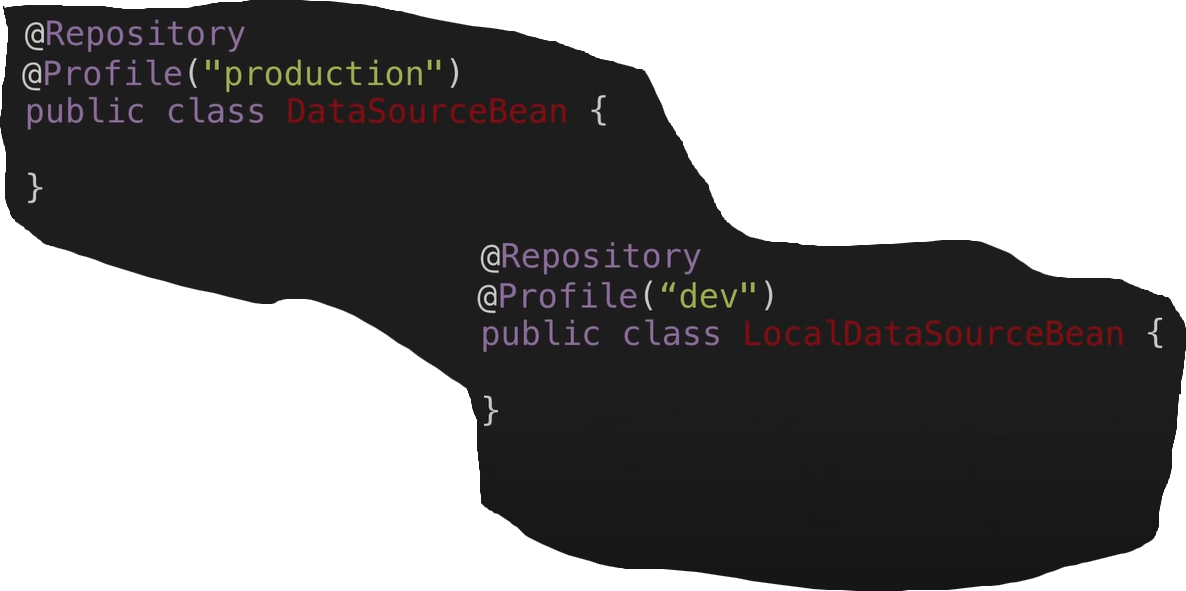 @Repository
@Profile("production")
public class DataSourceBean {
}
@Repository
@Profile(“dev")
public class LocalDataSourceBean {
}